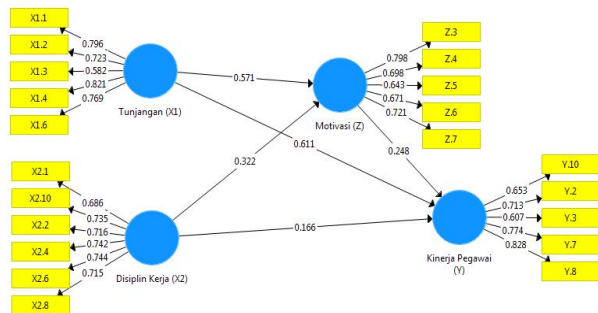 X1.1
X1.2
X1.3
X1.4
X1.6
0.796
0.723
0.582
0.821
0.769
Tunjangan (X1)
0.571
0.611
0.322
Z.3
Z.4
Z.5
Z.6
Z.7
0.798
0.698
0.643
0.671
0.721
Motivasi (Z)
0.248
X2.1
X2.10
X2.2
X2.4
X2.6
X2.8
0.686
0.735
0.716
0.742
0.744
0.715
Disiplin Kerja (X2)
0.166
Y.10
Y.2
Y.3
Y.7
Y.8
0.653
0.713
0.607
0.774
0.828
Kinerja Pegawai
(Y)